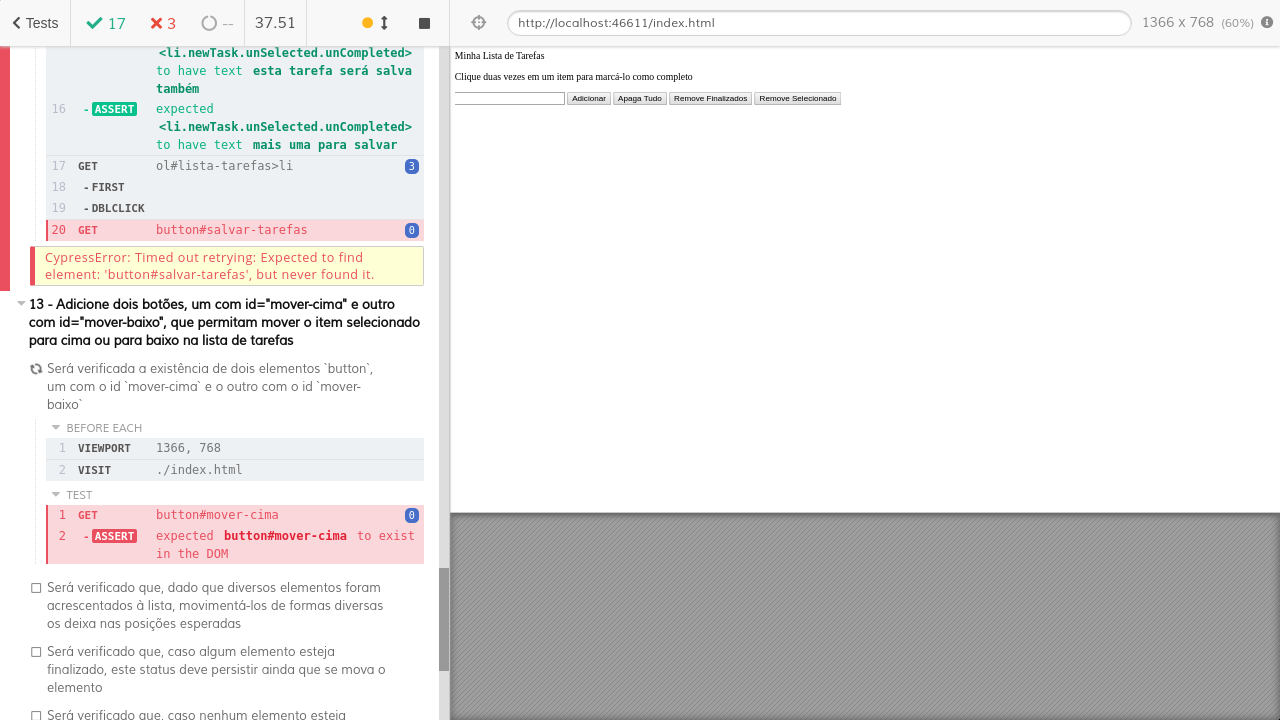 Tests
17
3
--
37.51
http://localhost:46611/index.html
1366 x 768 (60%)
<li.newTask.unSelected.unCompleted>
to have text esta tarefa será salva
também
16 -ASSERT expected
<li.newTask.unSelected.unCompleted>
to have text mais uma para salvar
17 GET ol#lista-tarefas>li 3
18 -FIRST
19 -DBLCLICK
20 GET button#salvar-tarefas 0
CypressError: Timed out retrying: Expected to find
element: 'button#salvar-tarefas', but never found it.
13 - Adicione dois botões, um com id="mover-cima" e outro
com id="mover-baixo", que permitam mover o item selecionado
para cima ou para baixo na lista de tarefas
Será verificada a existência de dois elementos `button`,
um com o id `mover-cima` e o outro com o id `mover-
baixo`
BEFORE EACH
1 VIEWPORT 1366, 768
2 VISIT ./index.html
TEST
1 GET button#mover-cima 0
2 -ASSERT expected button#mover-cima to exist
in the DOM
Será verificado que, dado que diversos elementos foram
acrescentados à lista, movimentá-los de formas diversas
os deixa nas posições esperadas
Será verificado que, caso algum elemento esteja
finalizado, este status deve persistir ainda que se mova o
elemento
Será verificado que, caso nenhum elemento esteja
Minha Lista de Tarefas
Clique duas vezes em um item para marcá-lo como completo
Adicionar Apaga Tudo Remove Finalizados Remove Selecionado